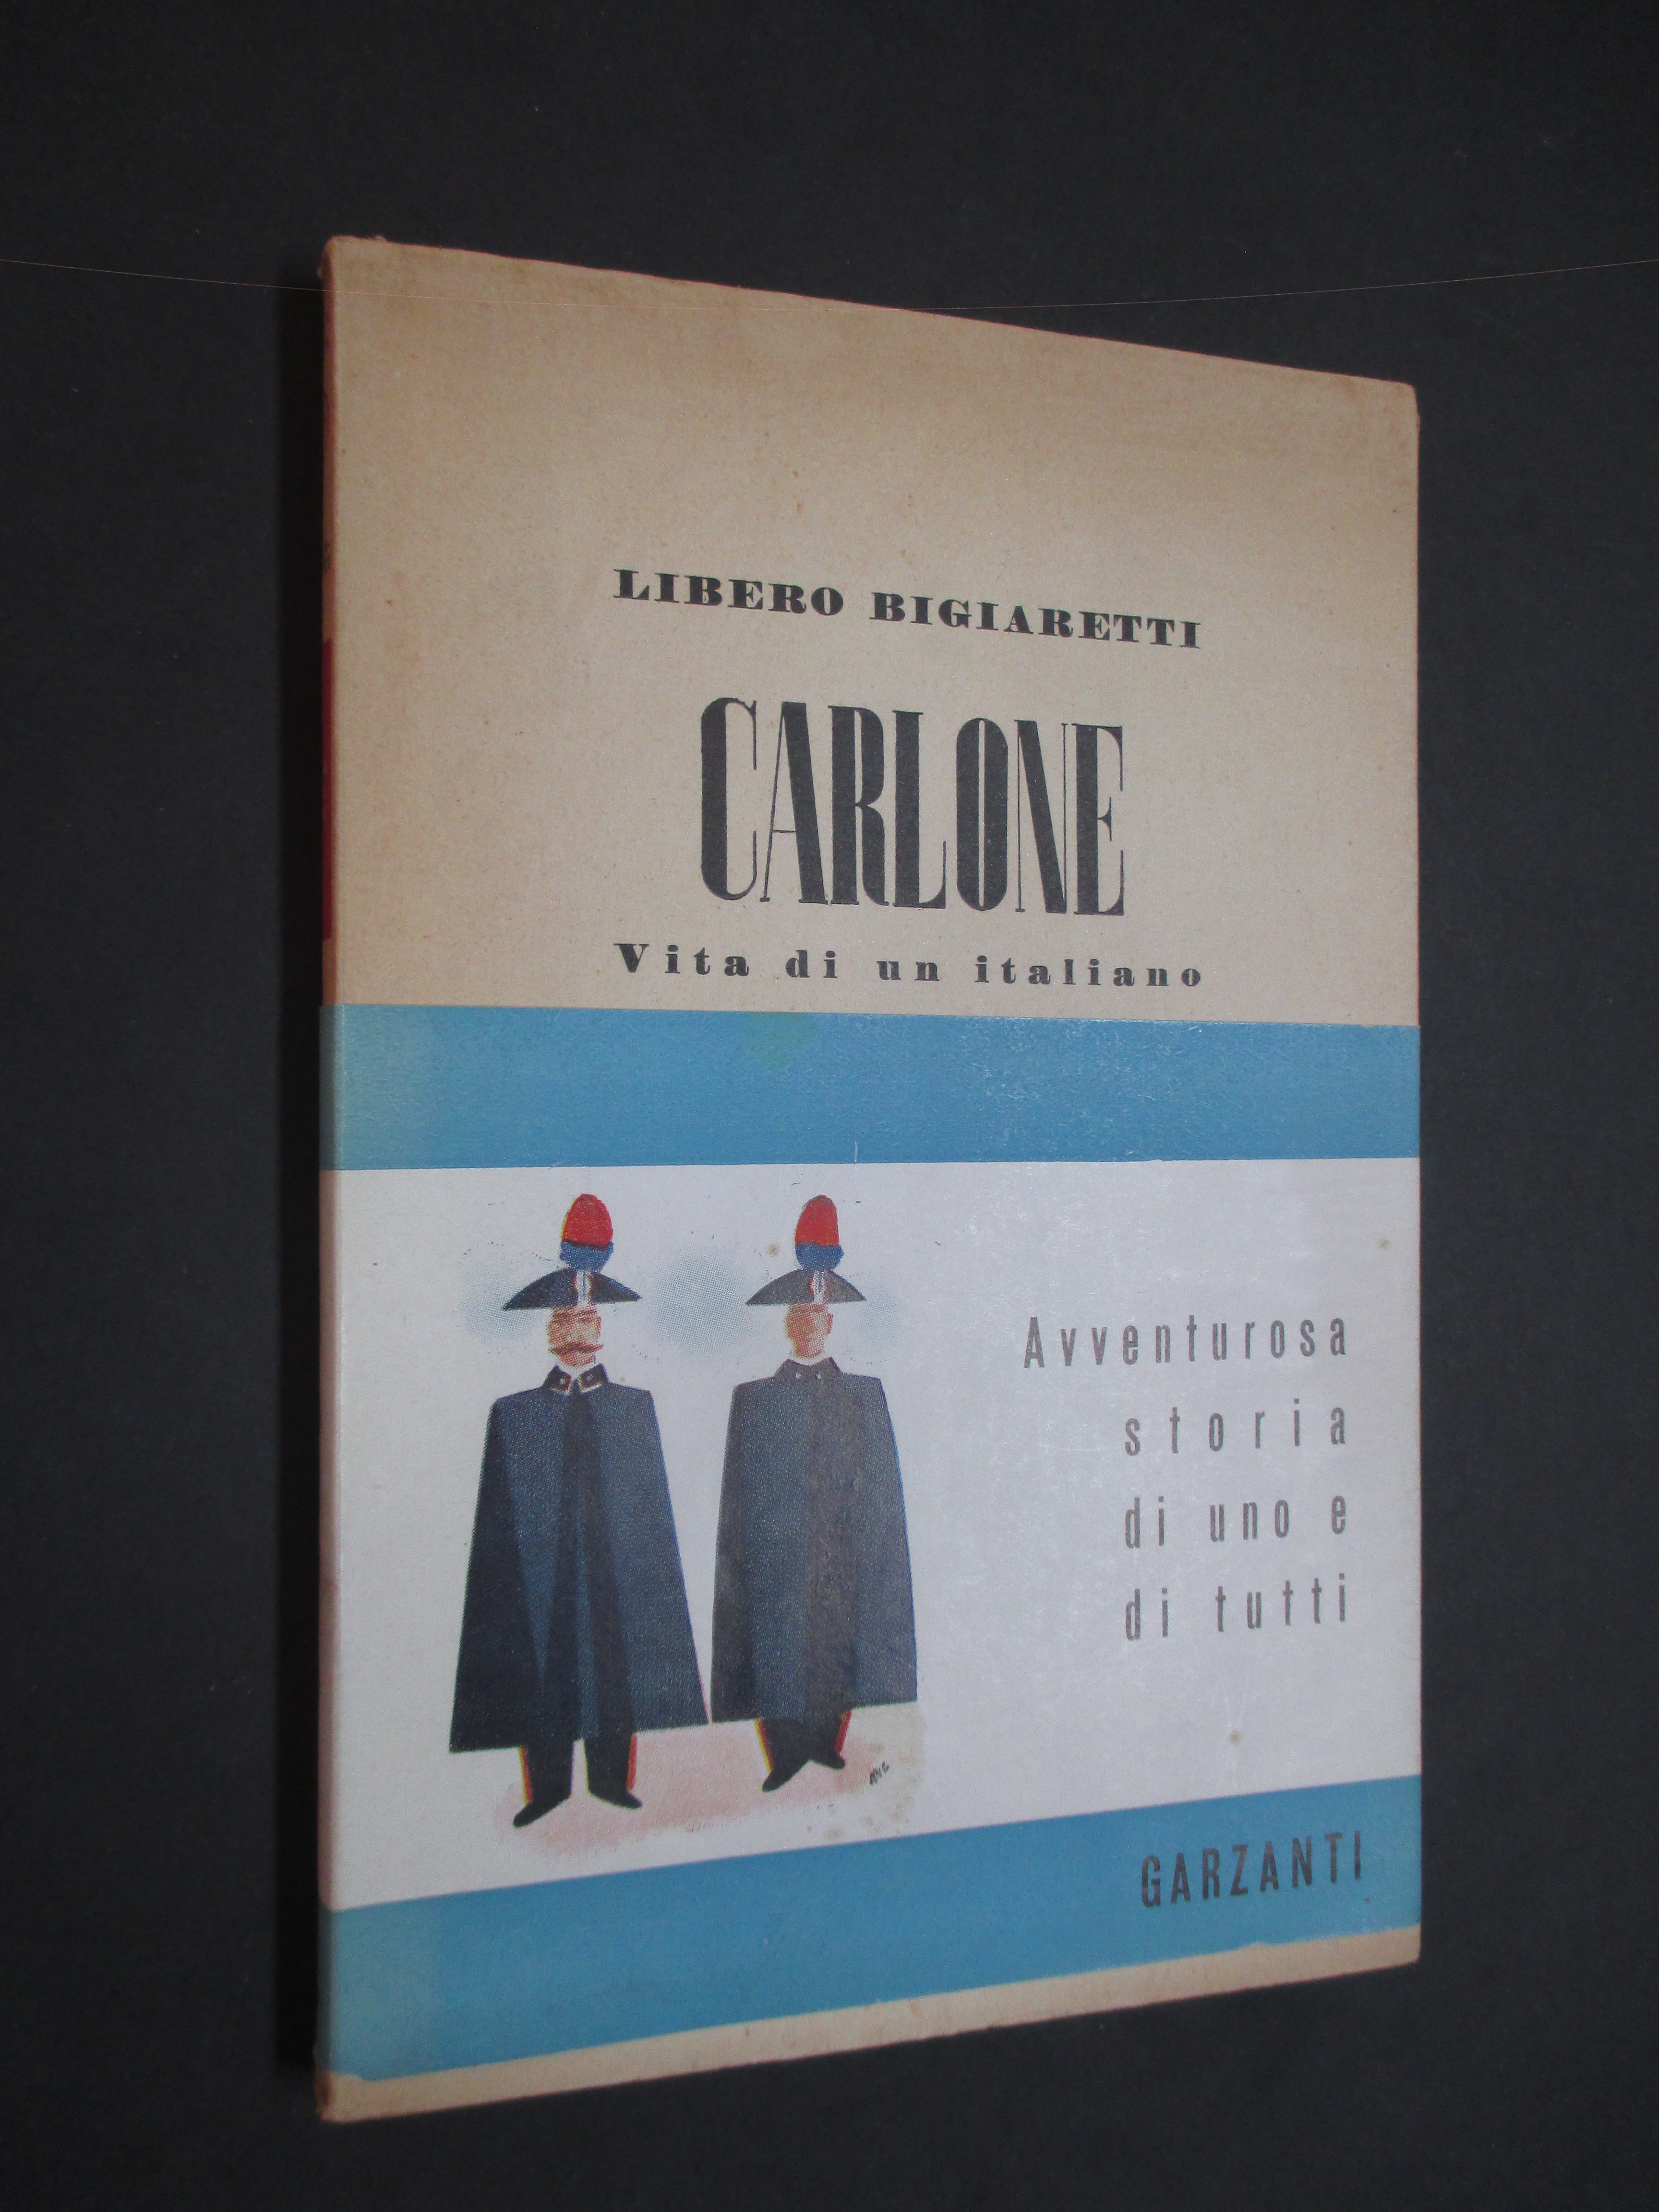 LIBERO BIGIARETTI
CARLONE
Vita di un italiano
Avventurosa
storia
di uno e
di tutti
GARZANTI